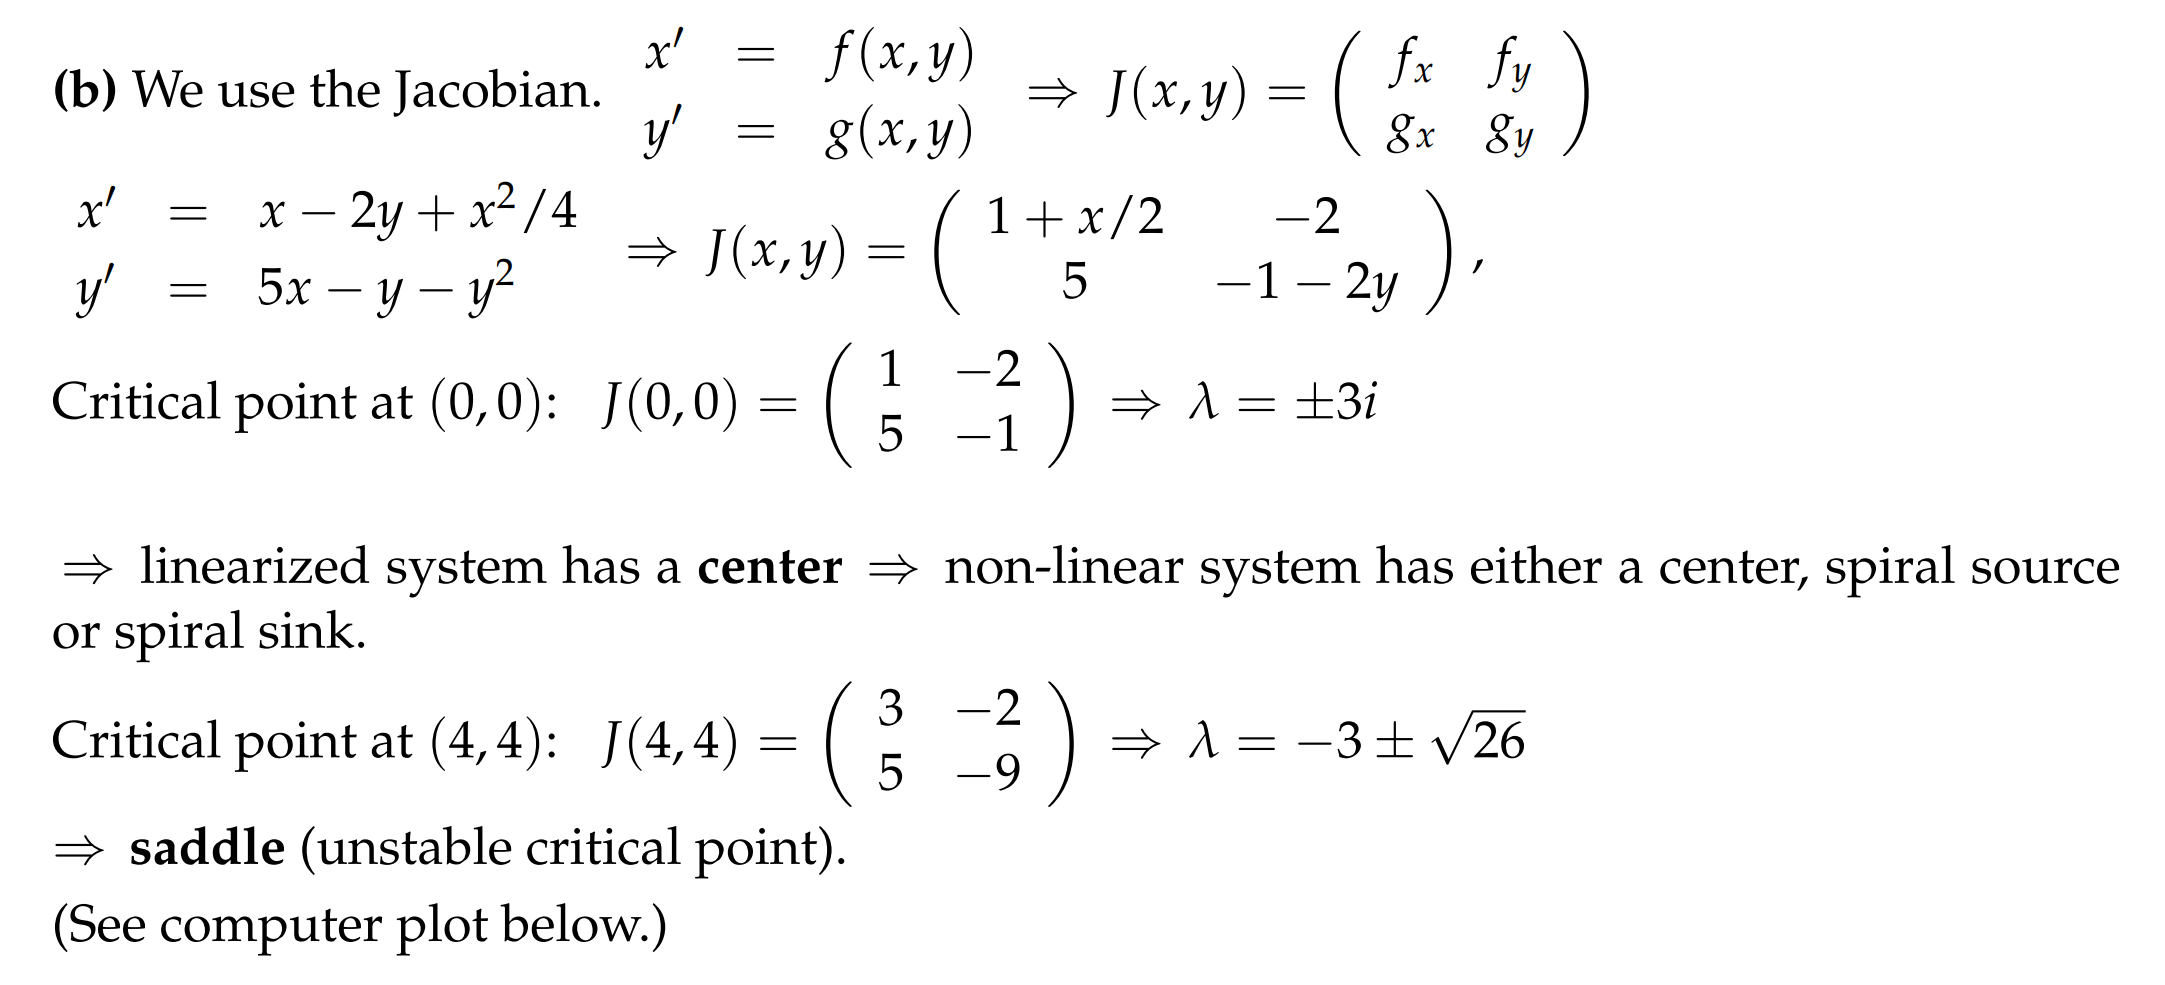 (b) We use the Jacobian. x′ = f(x,y) y′ = g(x,y) ⇒ J(x,y) = ( f_x f_y g_x g_y )
x′ = x − 2y + x²/4 y′ = 5x − y − y² ⇒ J(x,y) = ( 1 + x/2 −2 5 −1 − 2y ),
Critical point at (0,0): J(0,0) = ( 1 −2 5 −1 ) ⇒ λ = ±3i
⇒ linearized system has a center ⇒ non-linear system has either a center, spiral source
or spiral sink.
Critical point at (4,4): J(4,4) = ( 3 −2 5 −9 ) ⇒ λ = −3 ± √26
⇒ saddle (unstable critical point).
(See computer plot below.)